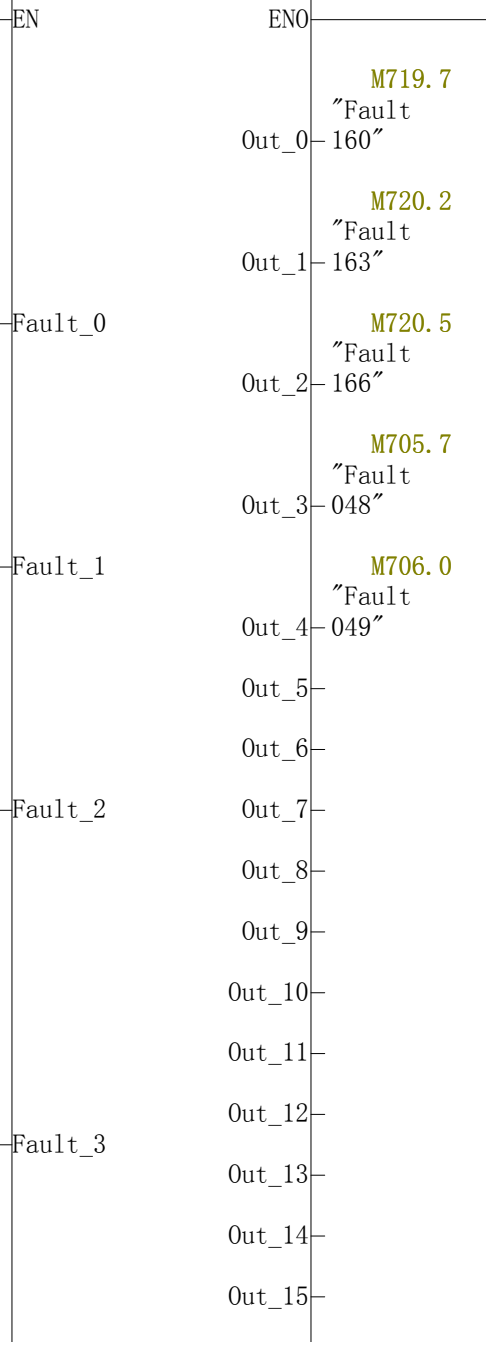 EN ENO
M719.7
"Fault
Out_0 160"
M720.2
"Fault
Out_1 163"
Fault_0 M720.5
"Fault
Out_2 166"
M705.7
"Fault
Out_3 048"
Fault_1 M706.0
"Fault
Out_4 049"
Out_5
Out_6
Fault_2 Out_7
Out_8
Out_9
Out_10
Out_11
Out_12
Fault_3
Out_13
Out_14
Out_15